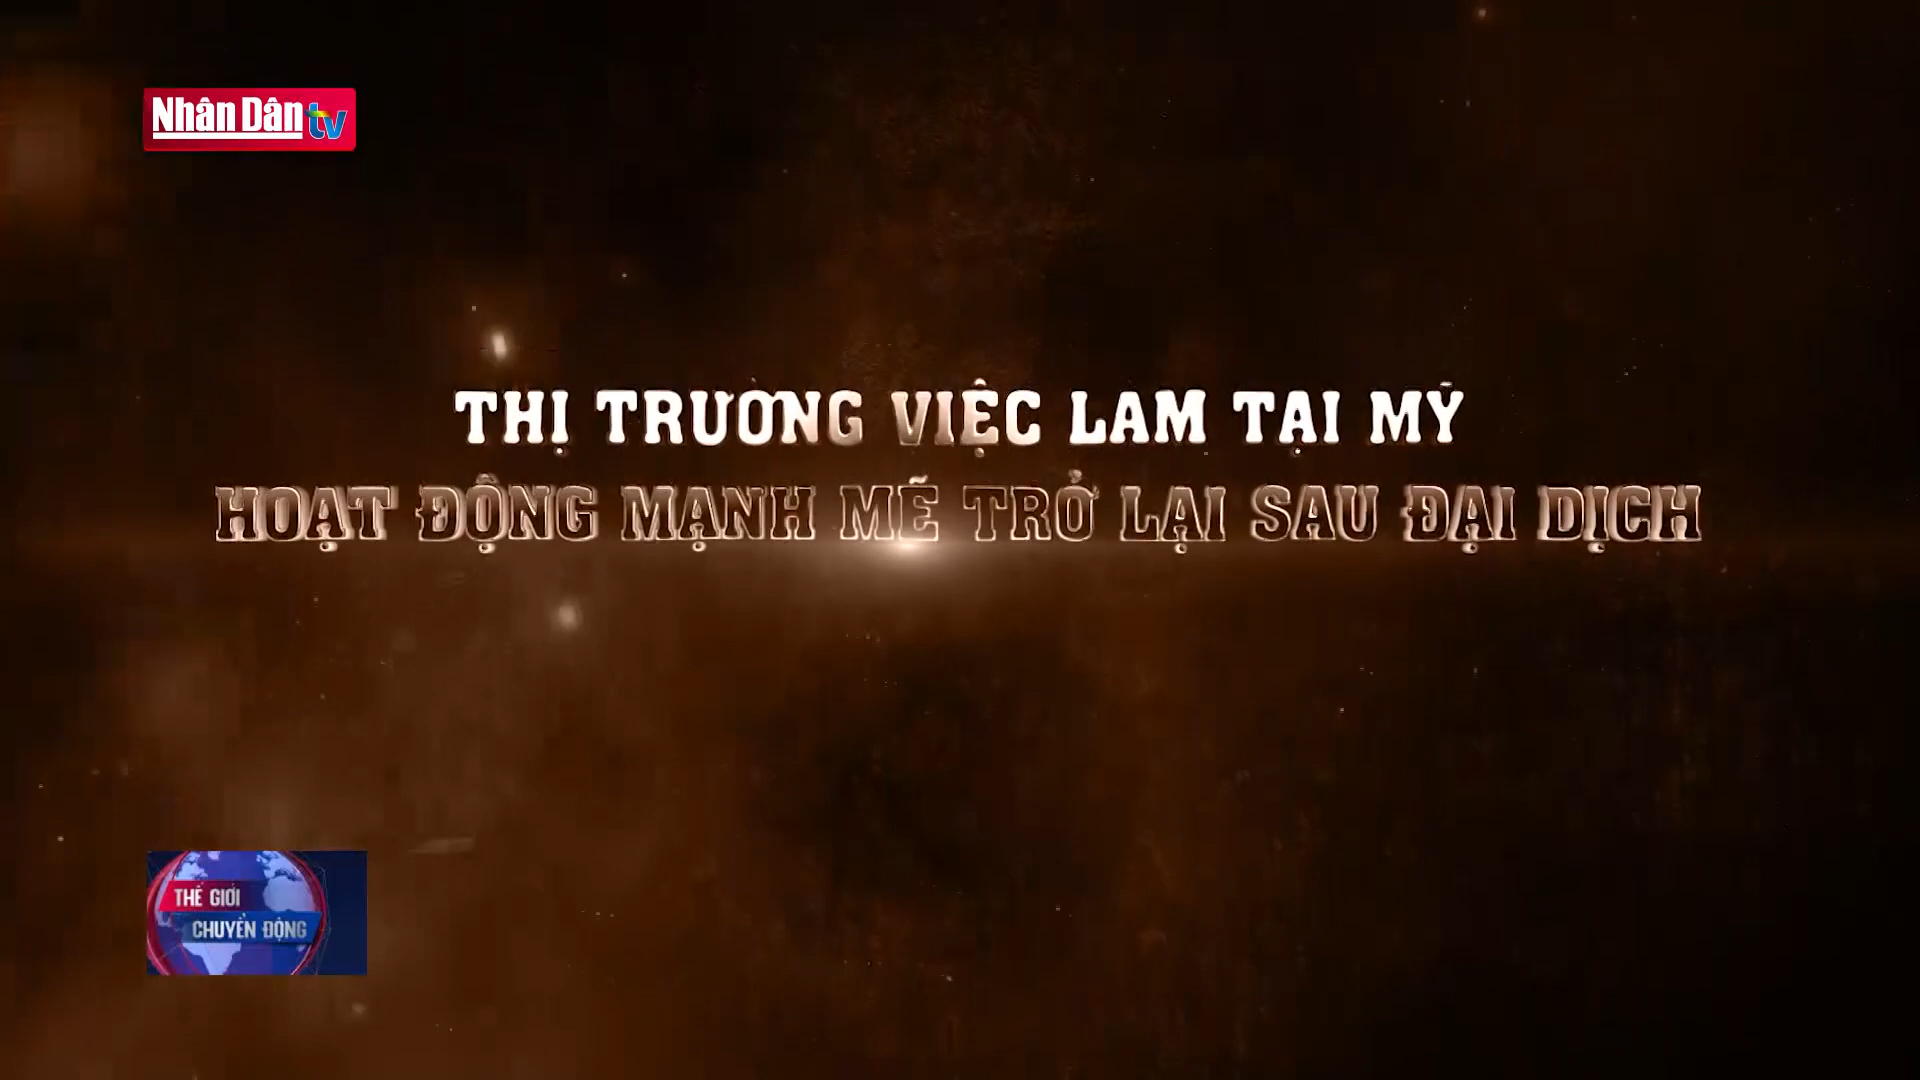 Nhân Dân tv
THỊ TRƯƠNG VIỆC LAM TẠI MỸ
HOẠT ĐỘNG MẠNH MẼ TRỞ LẠI SAU ĐẠI DỊCH
THẾ GIỚI
CHUYỂN ĐỘNG